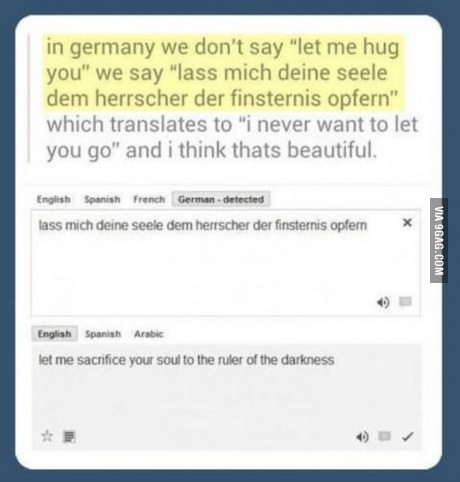 in germany we don't say "let me hug
you" we say "lass mich deine seele
dem herrscher der finsternis opfern"
which translates to "i never want to let
you go" and i think thats beautiful.
English Spanish French German - detected
lass mich deine seele dem herrscher der finsternis opfern
English Spanish Arabic
let me sacrifice your soul to the ruler of the darkness
VIA 9GAG.COM